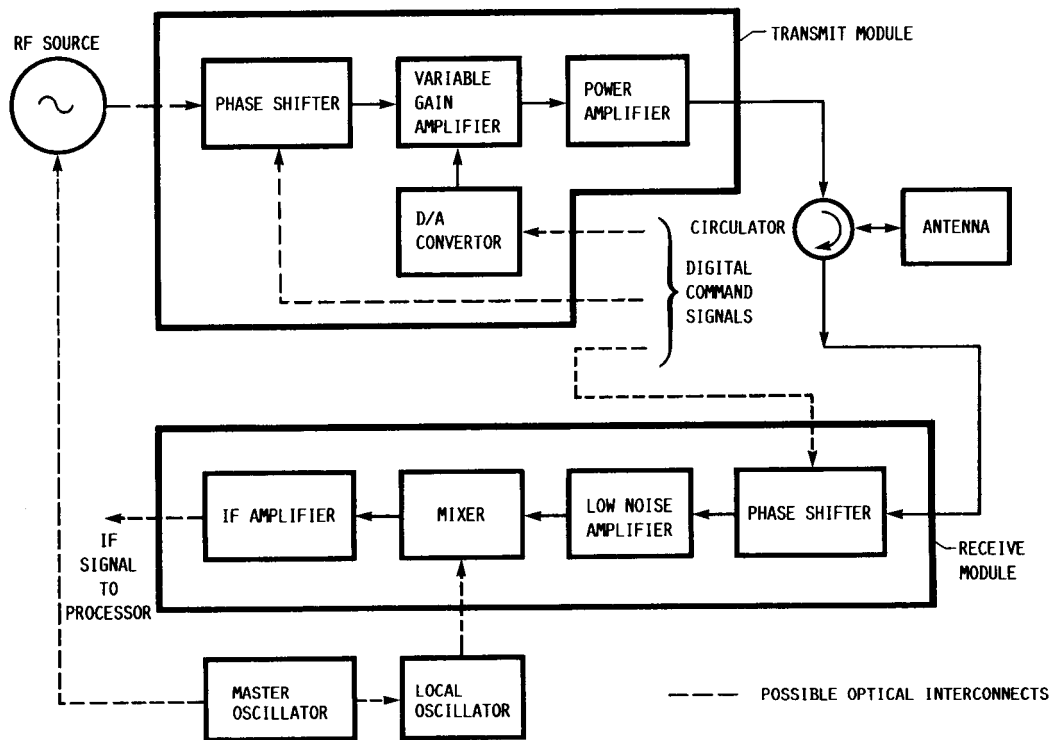 RF SOURCE
TRANSMIT MODULE
PHASE SHIFTER
VARIABLE
GAIN
AMPLIFIER
POWER
AMPLIFIER
D/A
CONVERTOR
CIRCULATOR
ANTENNA
DIGITAL
COMMAND
SIGNALS
IF AMPLIFIER
MIXER
LOW NOISE
AMPLIFIER
PHASE SHIFTER
RECEIVE
MODULE
IF
SIGNAL
TO
PROCESSOR
MASTER
OSCILLATOR
LOCAL
OSCILLATOR
POSSIBLE OPTICAL INTERCONNECTS